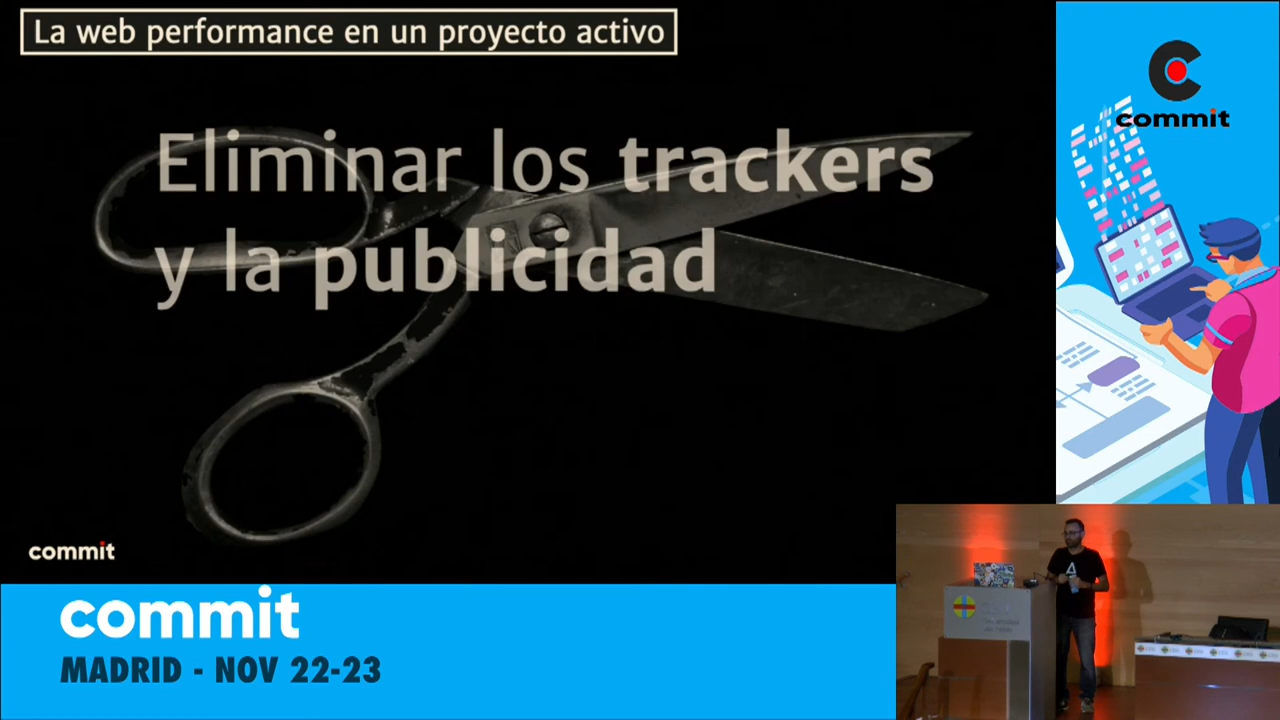 La web performance en un proyecto activo
Eliminar los trackers
y la publicidad
commit
commit
MADRID - NOV 22-23
commit